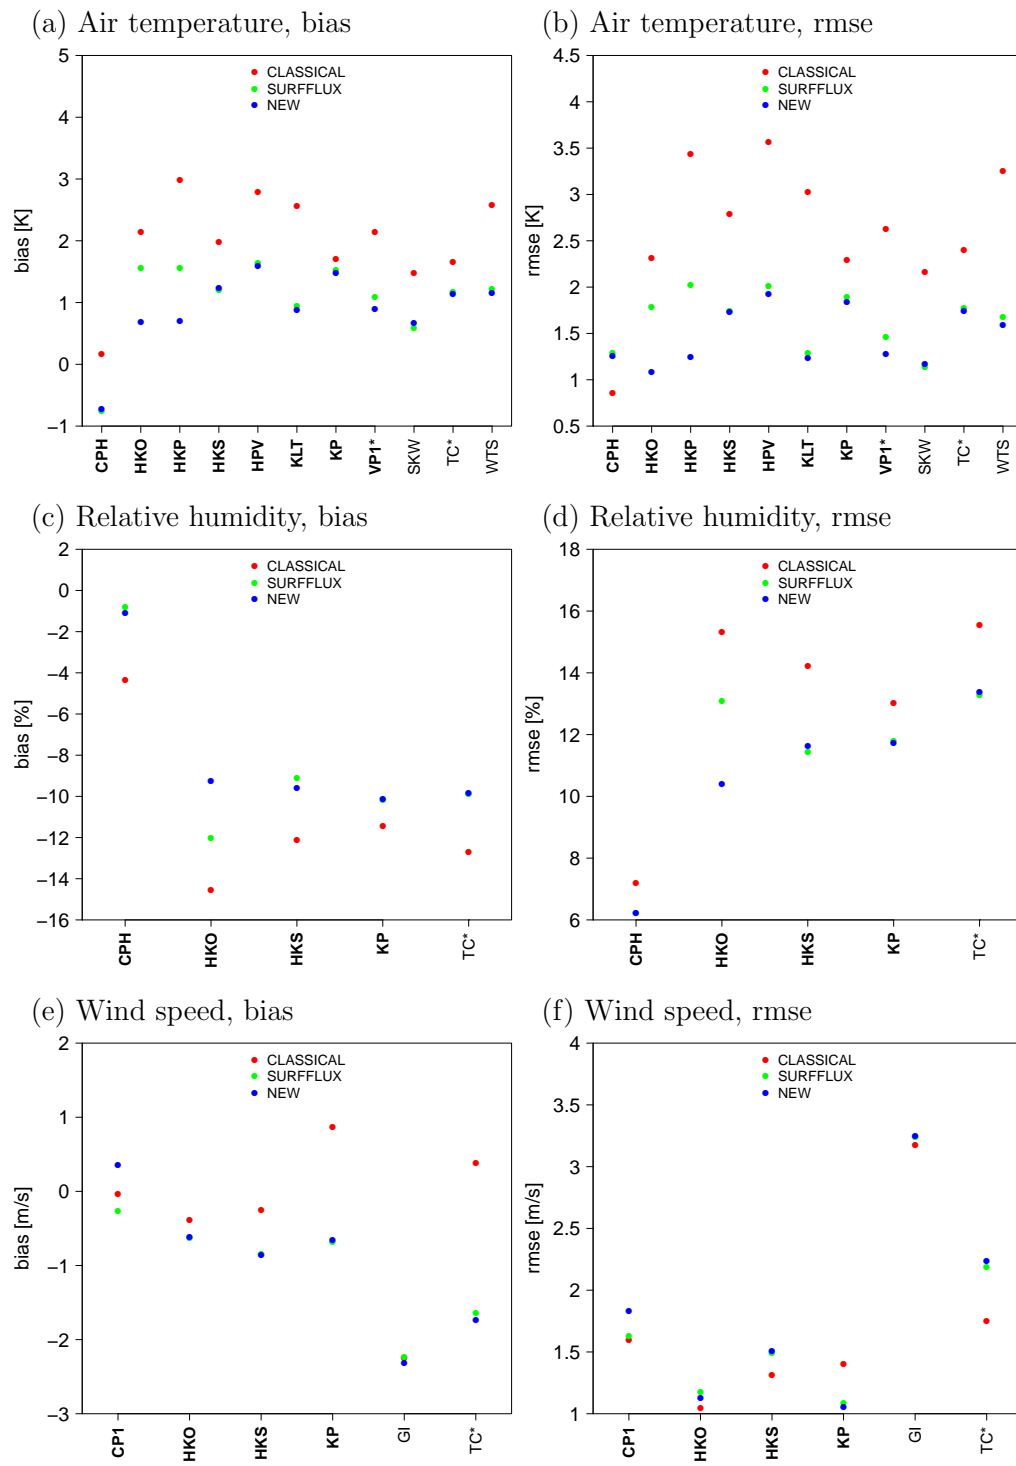 (a) Air temperature, bias
5
4
3
2
1
0
−1
bias [K]
CLASSICAL
SURFFLUX
NEW
CPH
HKO
HKP
HKS
HPV
KLT
KP
VP1*
SKW
TC*
WTS
(b) Air temperature, rmse
4.5
4
3.5
3
2.5
2
1.5
1
0.5
rmse [K]
CLASSICAL
SURFFLUX
NEW
CPH
HKO
HKP
HKS
HPV
KLT
KP
VP1*
SKW
TC*
WTS
(c) Relative humidity, bias
2
0
−2
−4
−6
−8
−10
−12
−14
−16
bias [%]
CLASSICAL
SURFFLUX
NEW
CPH
HKO
HKS
KP
TC*
(d) Relative humidity, rmse
18
16
14
12
10
8
6
rmse [%]
CLASSICAL
SURFFLUX
NEW
CPH
HKO
HKS
KP
TC*
(e) Wind speed, bias
2
1
0
−1
−2
−3
bias [m/s]
CLASSICAL
SURFFLUX
NEW
CP1
HKO
HKS
KP
GI
TC*
(f) Wind speed, rmse
4
3.5
3
2.5
2
1.5
1
rmse [m/s]
CLASSICAL
SURFFLUX
NEW
CP1
HKO
HKS
KP
GI
TC*